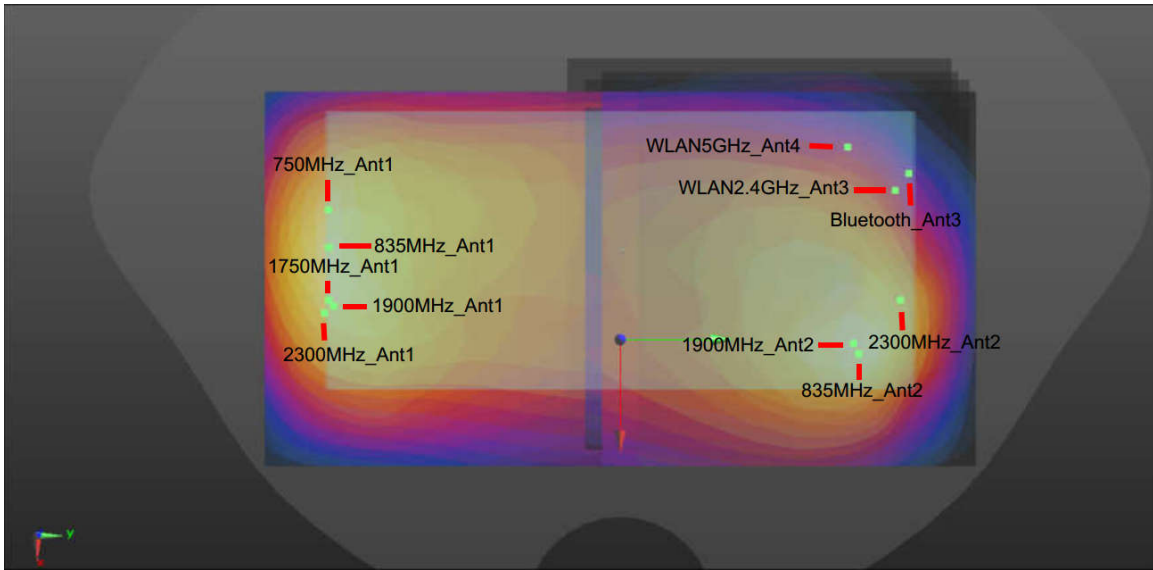 WLAN5GHz_Ant4
750MHz_Ant1
WLAN2.4GHz_Ant3
Bluetooth_Ant3
835MHz_Ant1
1750MHz_Ant1
1900MHz_Ant1
2300MHz_Ant1
1900MHz_Ant2
2300MHz_Ant2
835MHz_Ant2
Y
X